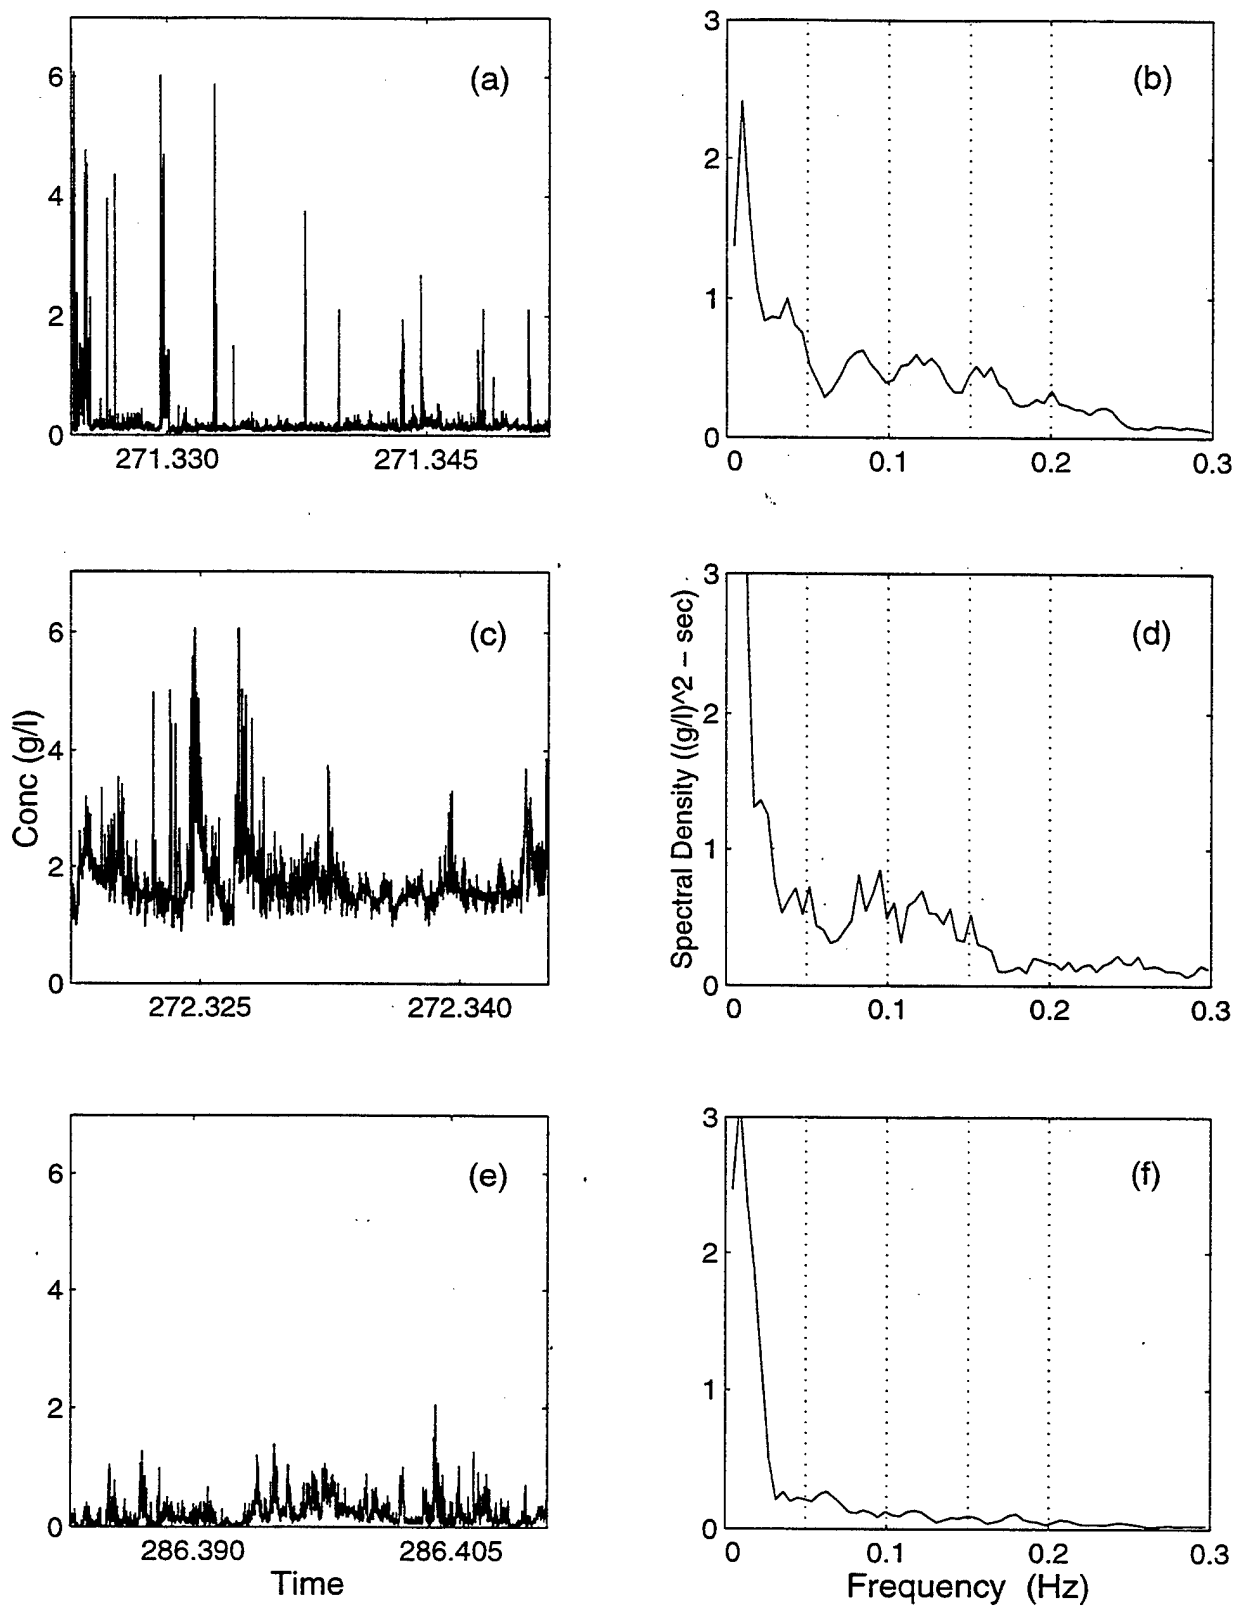 (a)
6
4
2
0
271.330 271.345
(b)
3
2
1
0
0 0.1 0.2 0.3
(c)
Conc (g/l)
6
4
2
0
272.325 272.340
(d)
Spectral Density ((g/l)^2 – sec)
3
2
1
0
0 0.1 0.2 0.3
(e)
6
4
2
0
286.390 286.405
Time
(f)
3
2
1
0
0 0.1 0.2 0.3
Frequency (Hz)